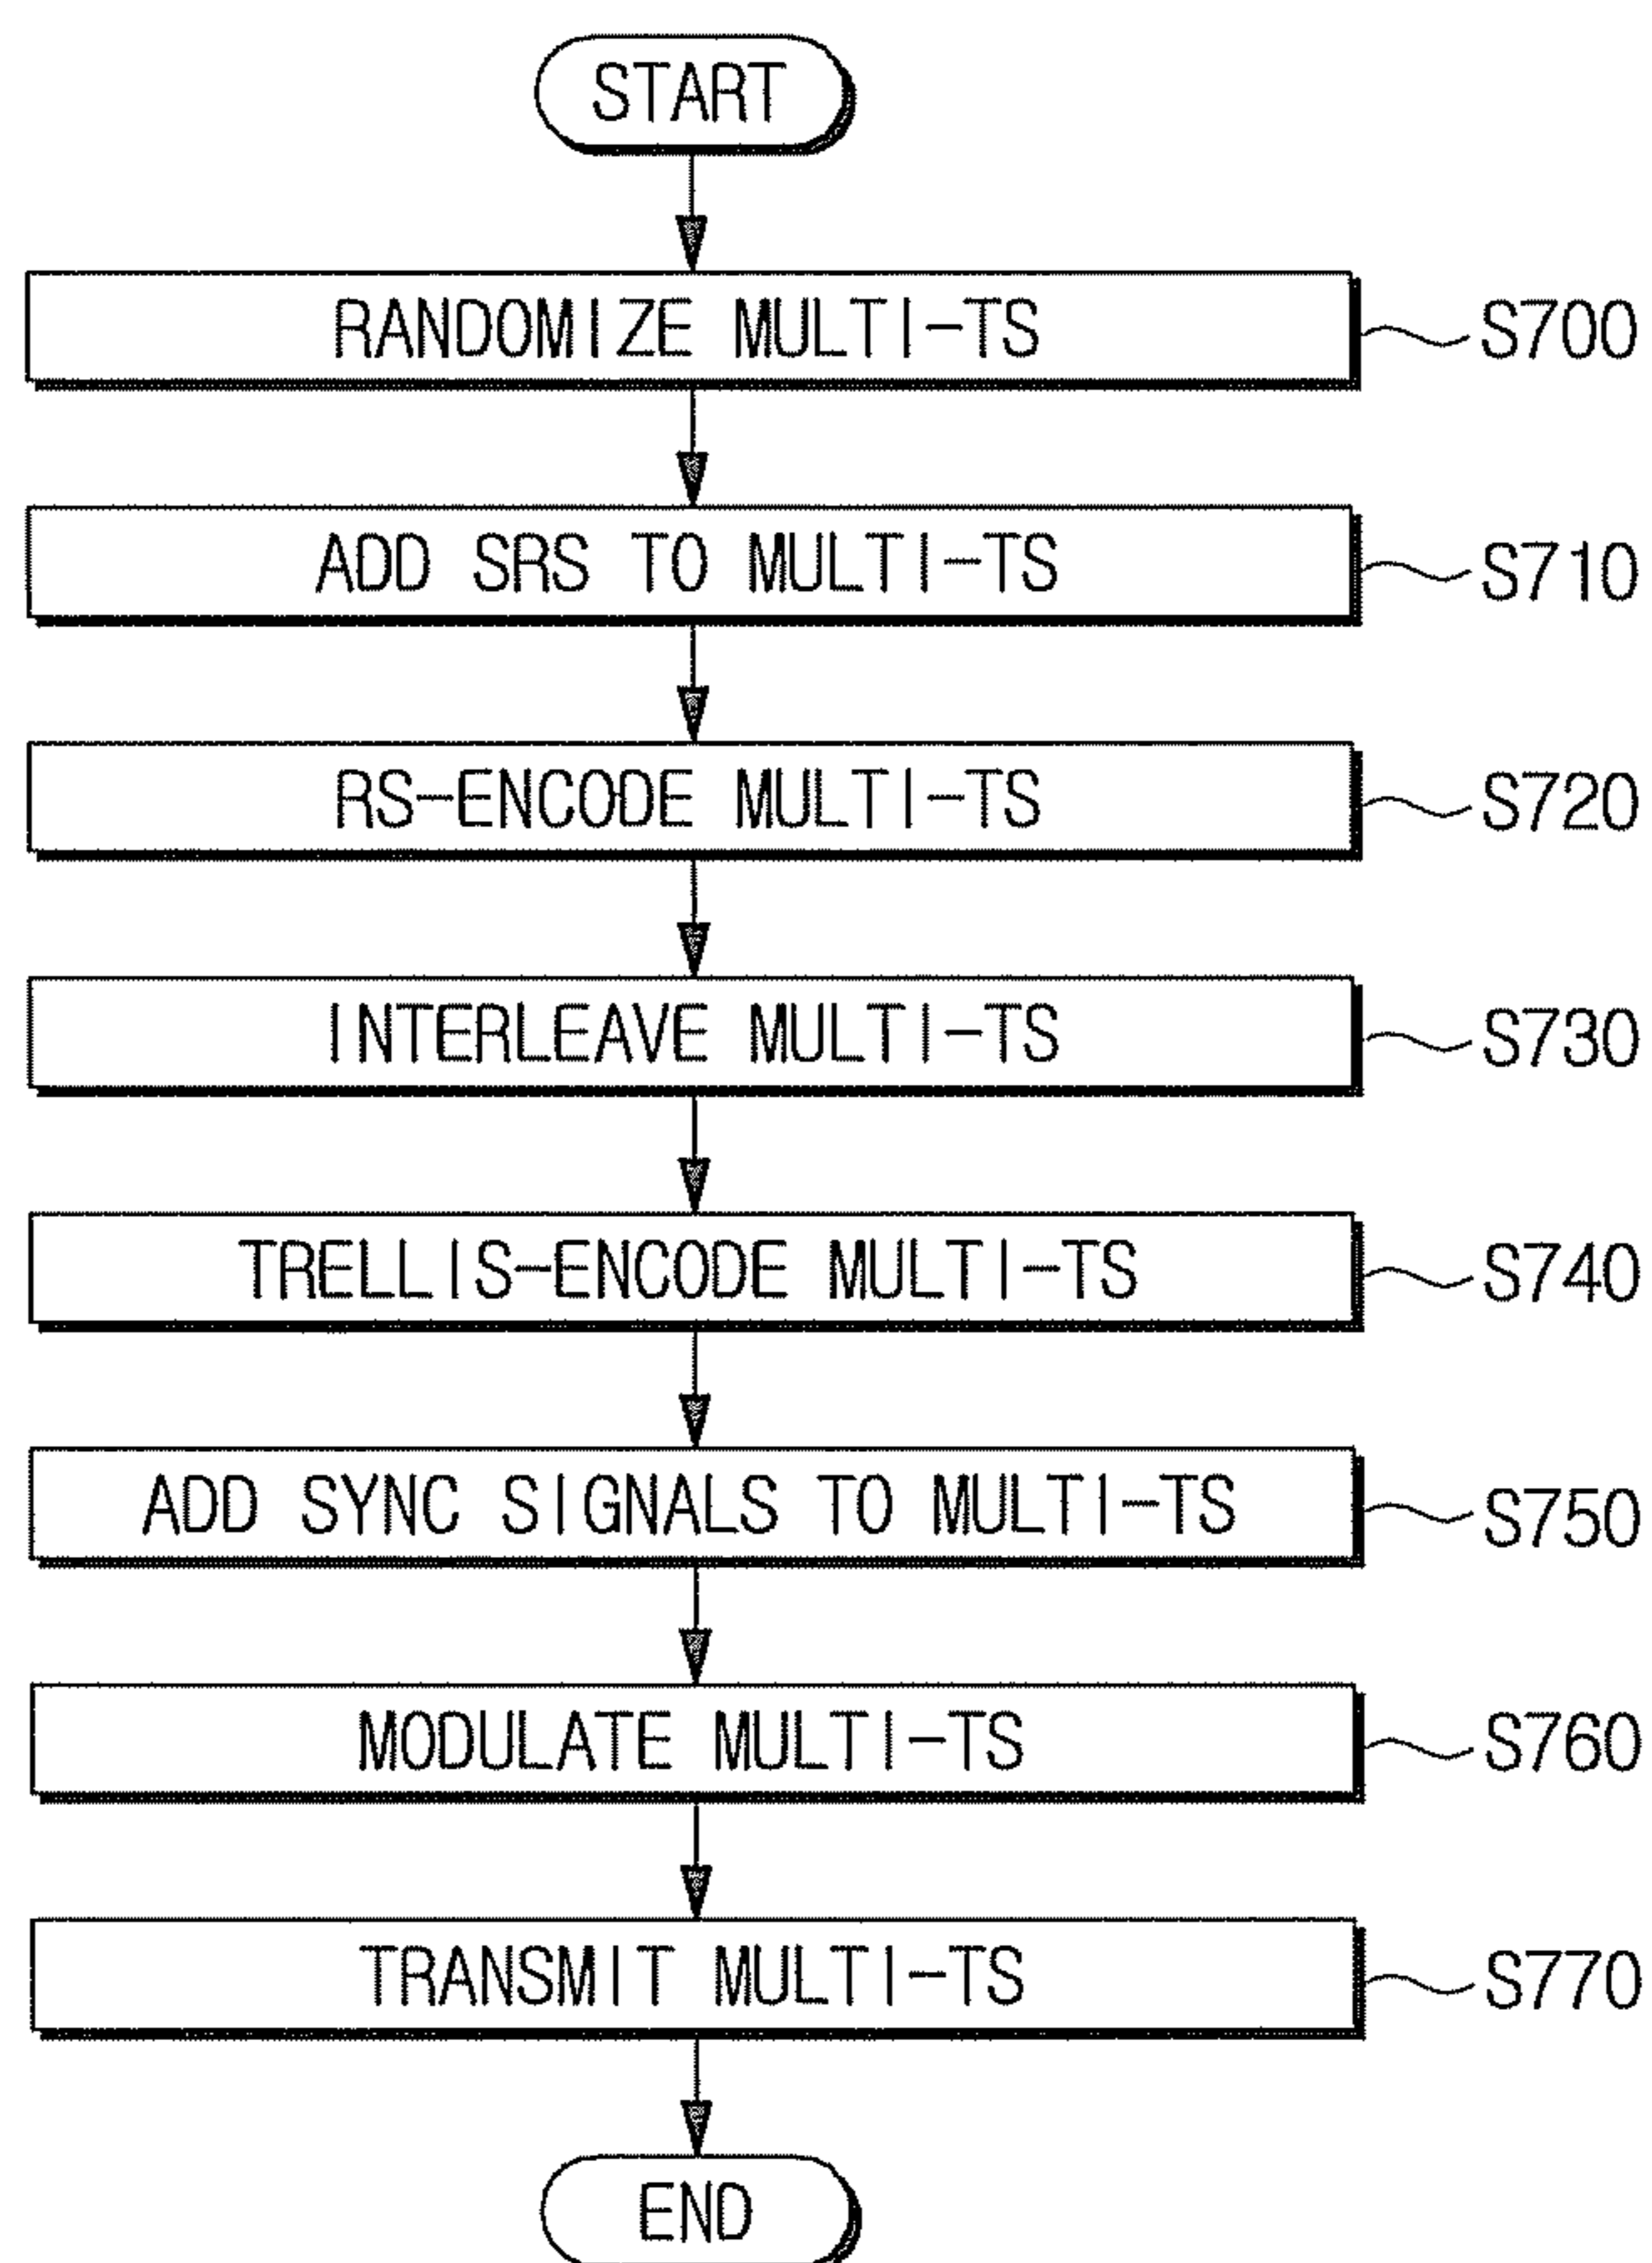 START
RANDOMIZE MULTI-TS
S700
ADD SRS TO MULTI-TS
S710
RS-ENCODE MULTI-TS
S720
INTERLEAVE MULTI-TS
S730
TRELLIS-ENCODE MULTI-TS
S740
ADD SYNC SIGNALS TO MULTI-TS
S750
MODULATE MULTI-TS
S760
TRANSMIT MULTI-TS
S770
END